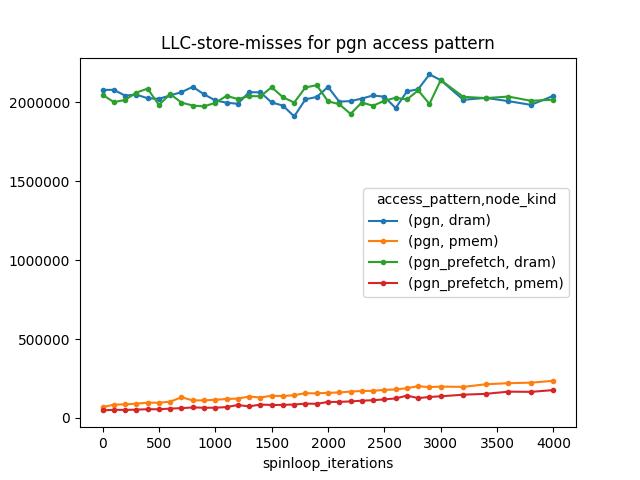 LLC-store-misses for pgn access pattern
2000000
1500000
1000000
500000
0
access_pattern,node_kind
(pgn, dram)
(pgn, pmem)
(pgn_prefetch, dram)
(pgn_prefetch, pmem)
0 500 1000 1500 2000 2500 3000 3500 4000
spinloop_iterations